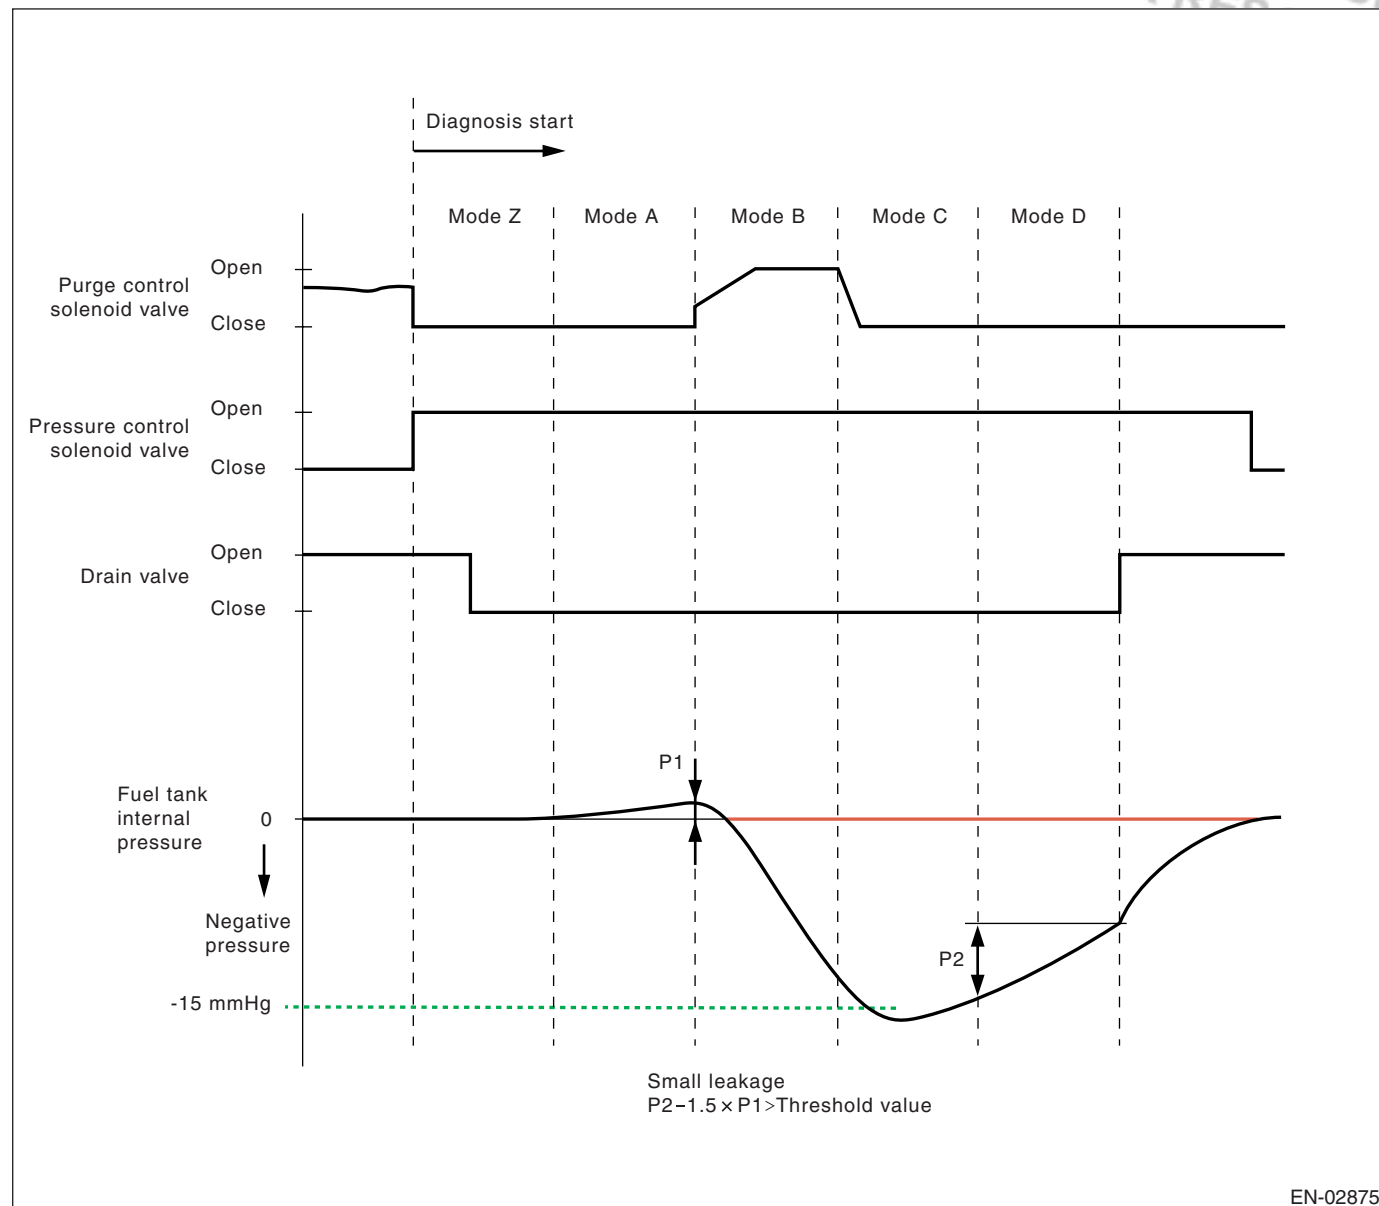 Diagnosis start
Mode Z
Mode A
Mode B
Mode C
Mode D
Purge control
solenoid valve
Open
Close
Pressure control
solenoid valve
Open
Close
Drain valve
Open
Close
P1
Fuel tank
internal
pressure
0
Negative
pressure
P2
-15 mmHg
Small leakage
P2–1.5 × P1>Threshold value
EN-02875